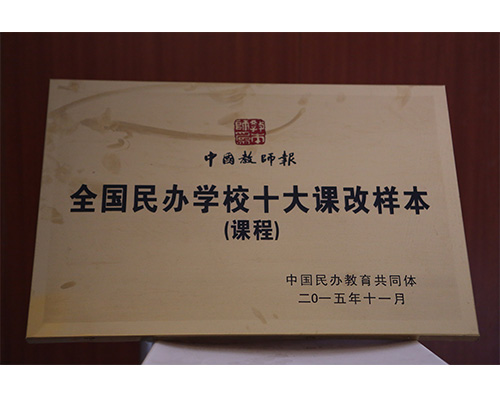 中国教师報
全国民办学校十大课改样本
(课程)
中国民办教育共同体
二〇一五年十一月